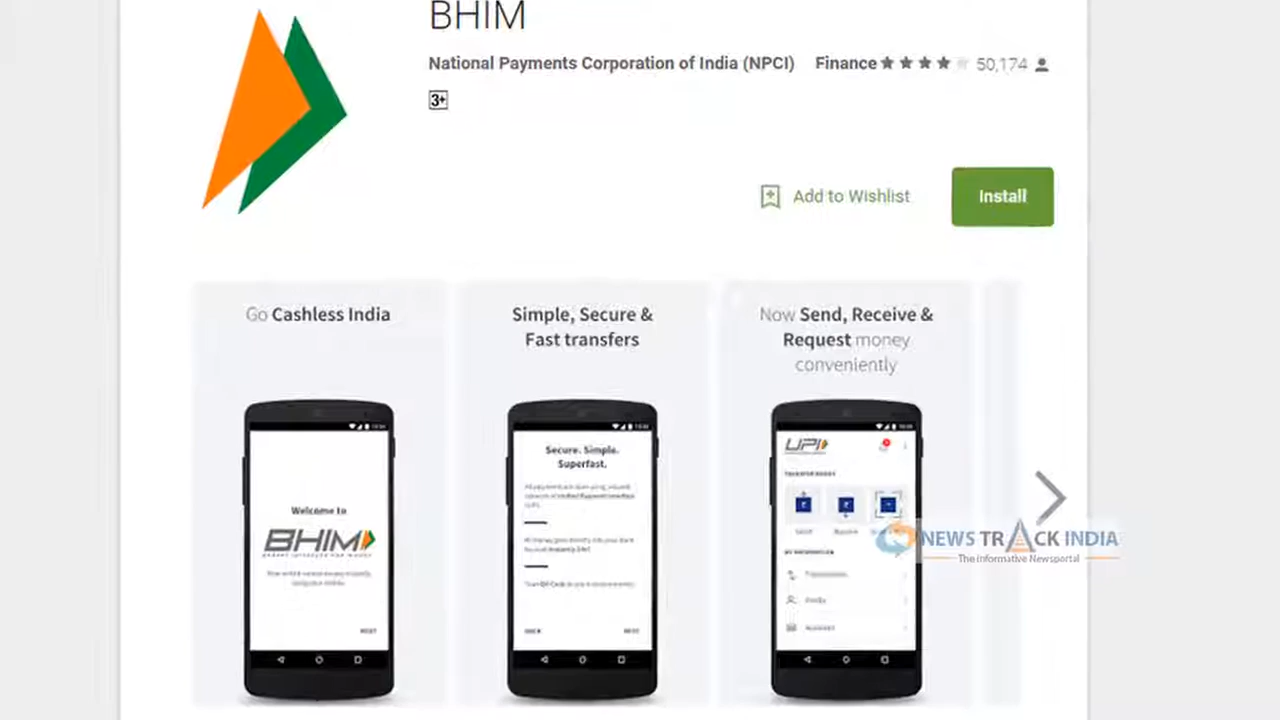 BHIM
National Payments Corporation of India (NPCI) Finance 50,174
3+
Add to Wishlist
Install
Go Cashless India
Simple, Secure &
Fast transfers
Now Send, Receive &
Request money
conveniently
Welcome to
BHIM
Secure. Simple.
Superfast.
UPI
NEWS TRACK INDIA
The Informative Newsportal